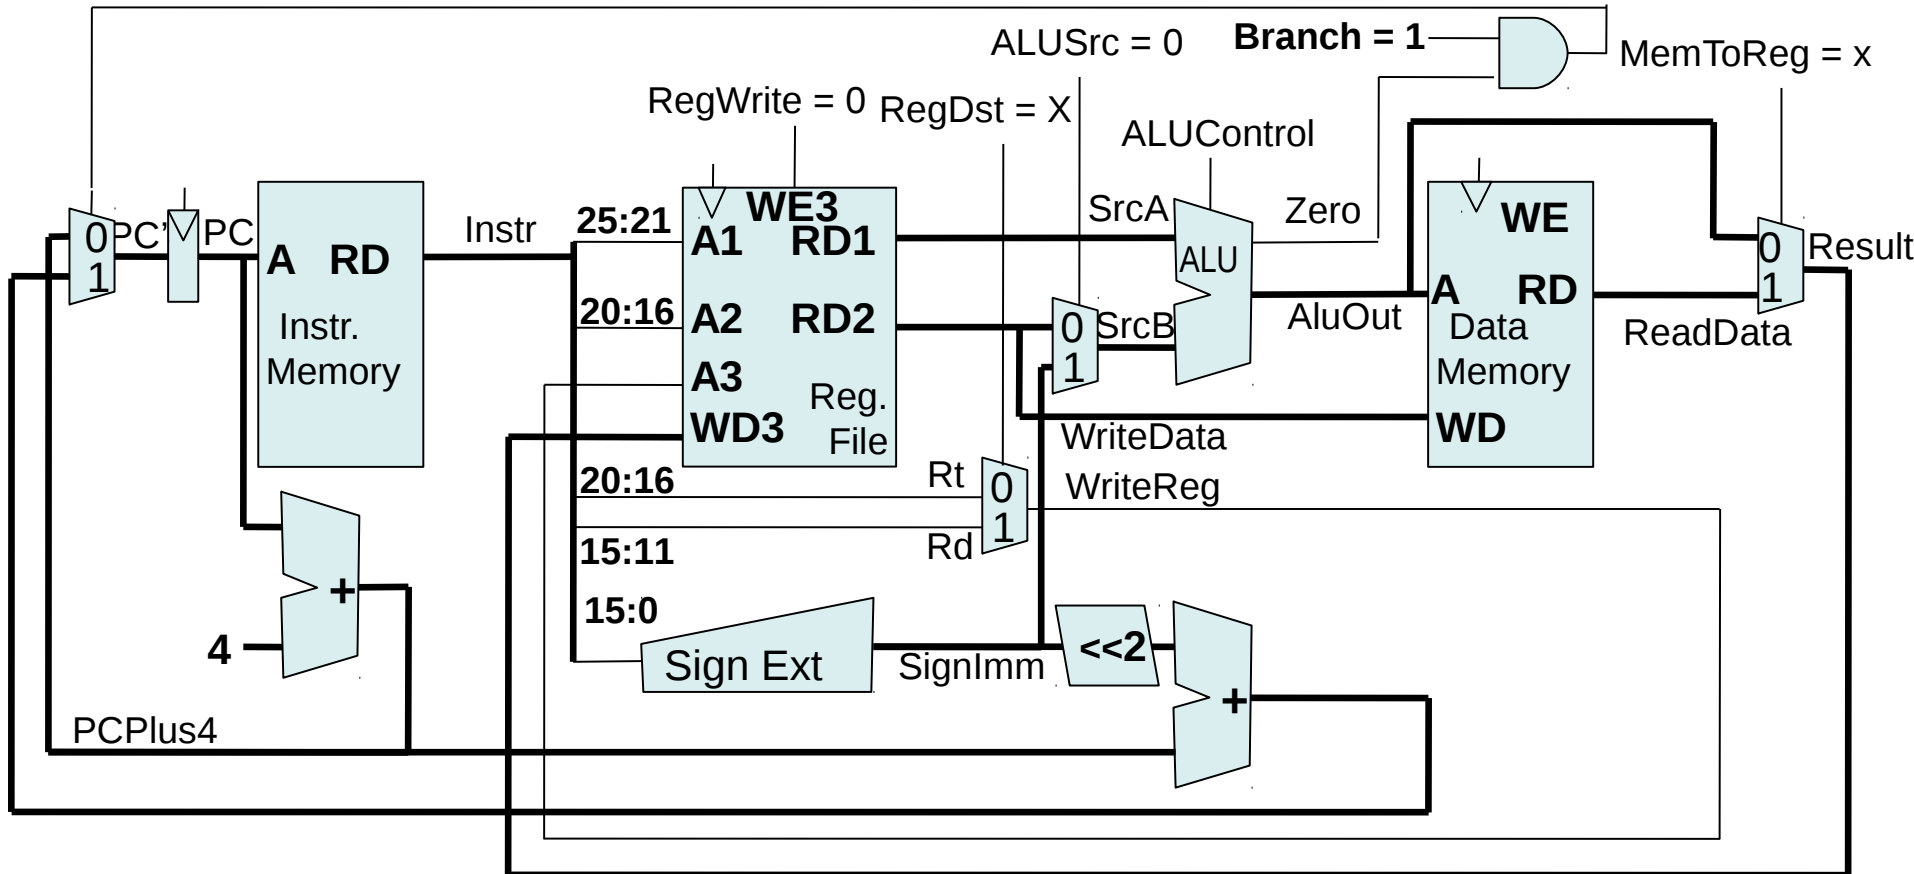 ALUSrc = 0
Branch = 1
MemToReg = x
RegWrite = 0
RegDst = X
ALUControl
PC'
PC
0
1
A RD
Instr.
Memory
Instr
25:21
20:16
WE3
A1 RD1
A2 RD2
A3
WD3
Reg.
File
SrcA
ALU
Zero
0
1
SrcB
AluOut
WE
A RD
Data
Memory
WD
0
1
Result
ReadData
WriteData
20:16
Rt
0
1
WriteReg
15:11
Rd
15:0
+
4
Sign Ext
SignImm
<<2
+
PCPlus4